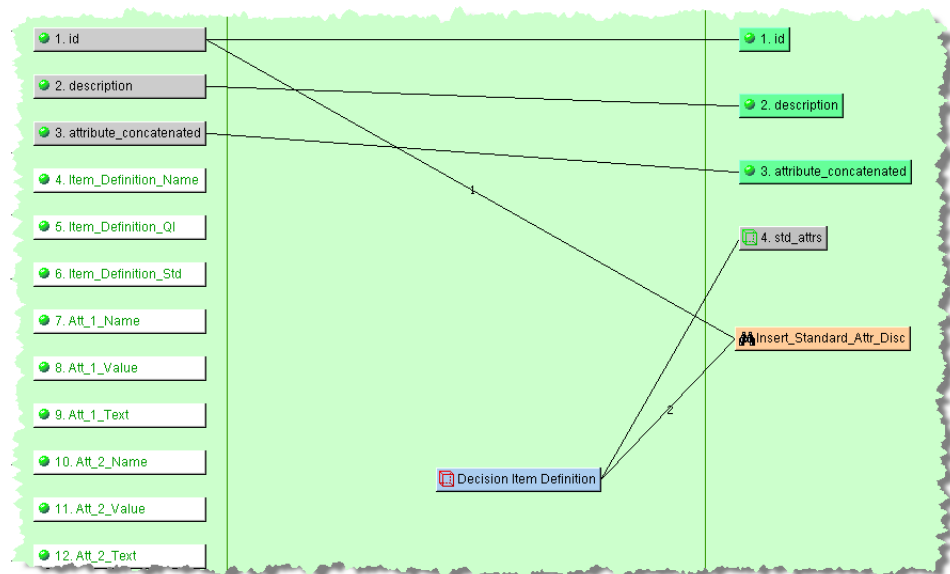 1. id
2. description
3. attribute_concatenated
4. Item_Definition_Name
5. Item_Definition_QI
6. Item_Definition_Std
7. Att_1_Name
8. Att_1_Value
9. Att_1_Text
10. Att_2_Name
11. Att_2_Value
12. Att_2_Text
1
2
Decision Item Definition
1. id
2. description
3. attribute_concatenated
4. std_attrs
Insert_Standard_Attr_Disc